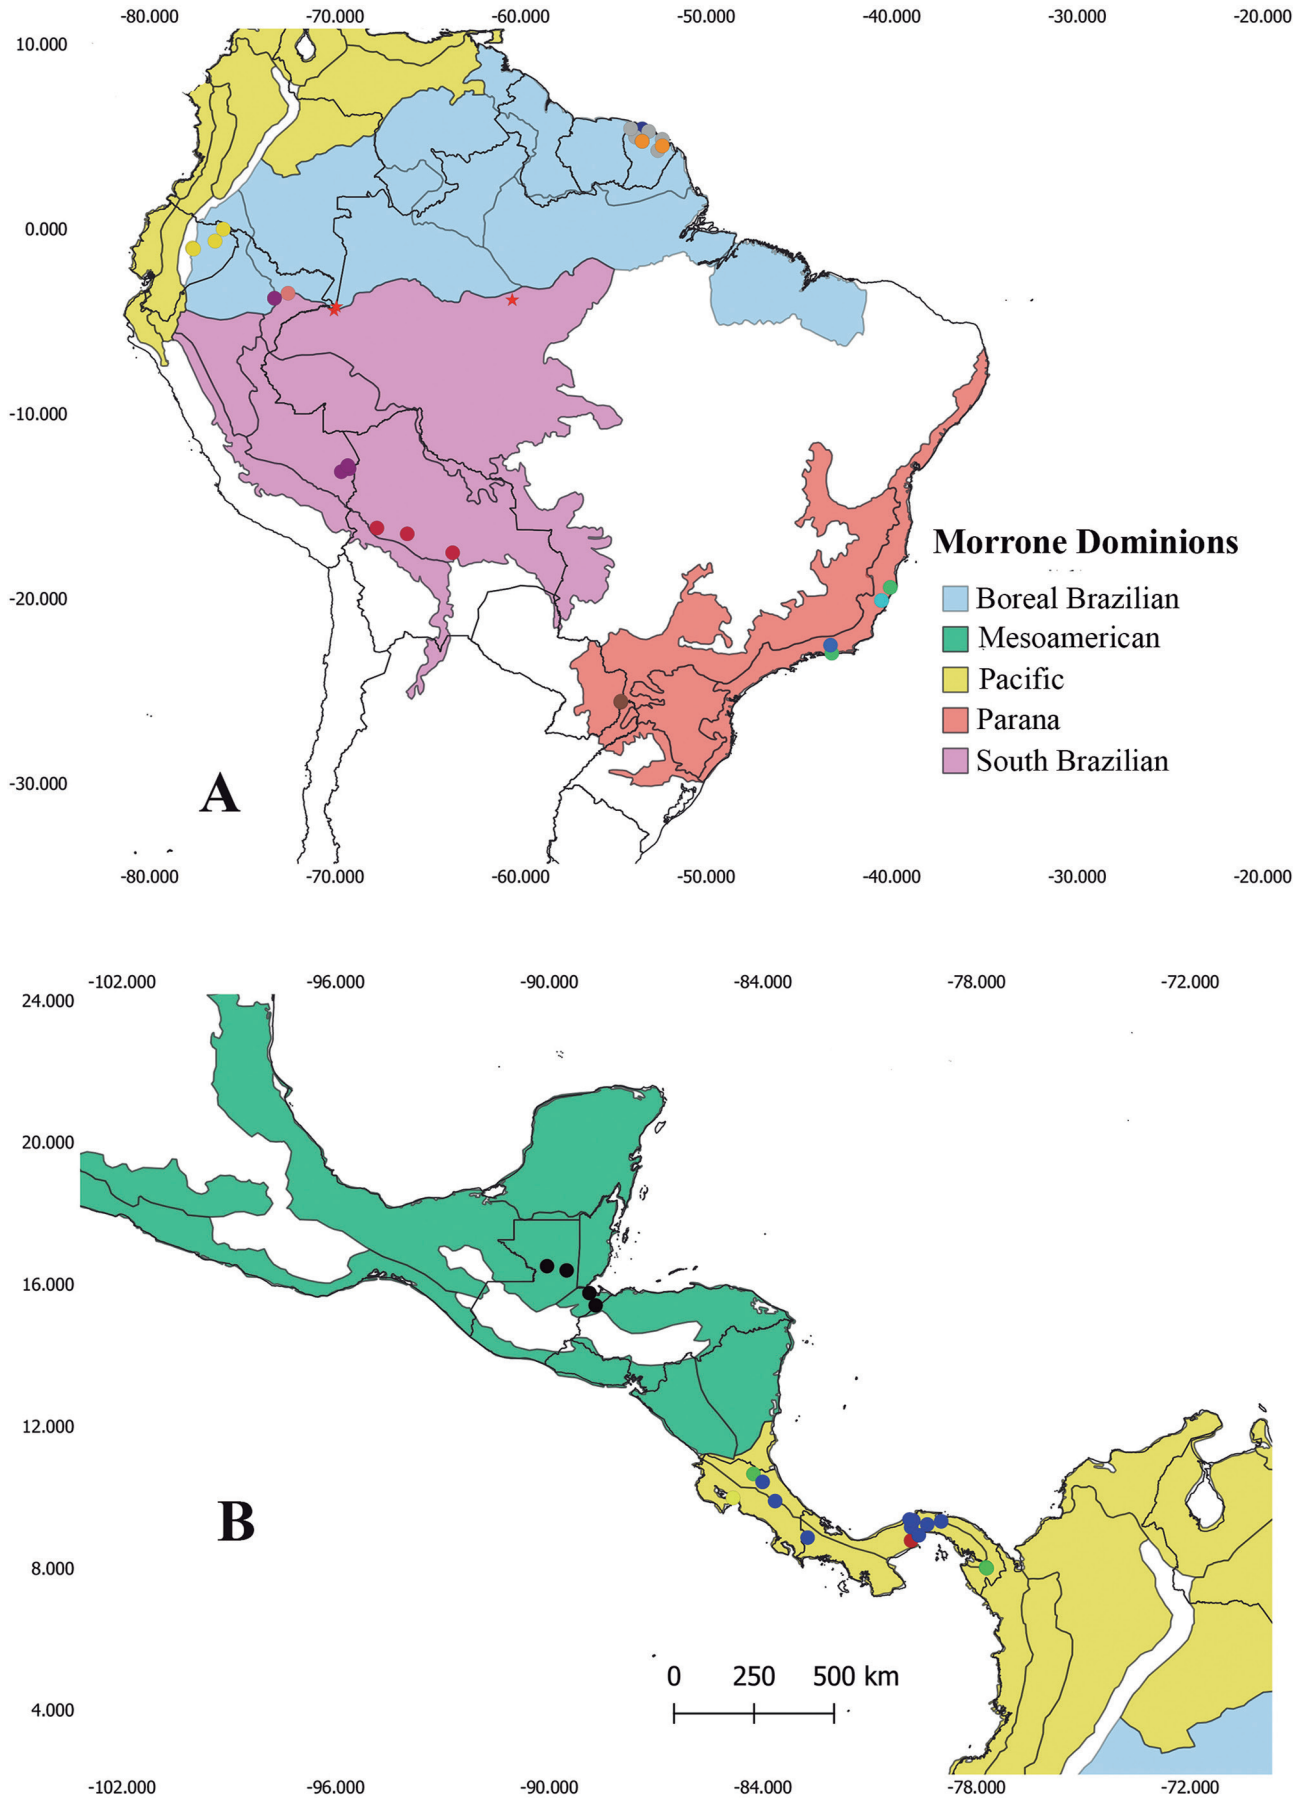 -80.000 -70.000 -60.000 -50.000 -40.000 -30.000 -20.000
10.000
0.000
-10.000
-20.000
-30.000
Morrone Dominions
Boreal Brazilian
Mesoamerican
Pacific
Parana
South Brazilian
A
-80.000 -70.000 -60.000 -50.000 -40.000 -30.000 -20.000
-102.000 -96.000 -90.000 -84.000 -78.000 -72.000
24.000
20.000
16.000
12.000
8.000
4.000
B
0 250 500 km
-102.000 -96.000 -90.000 -84.000 -78.000 -72.000